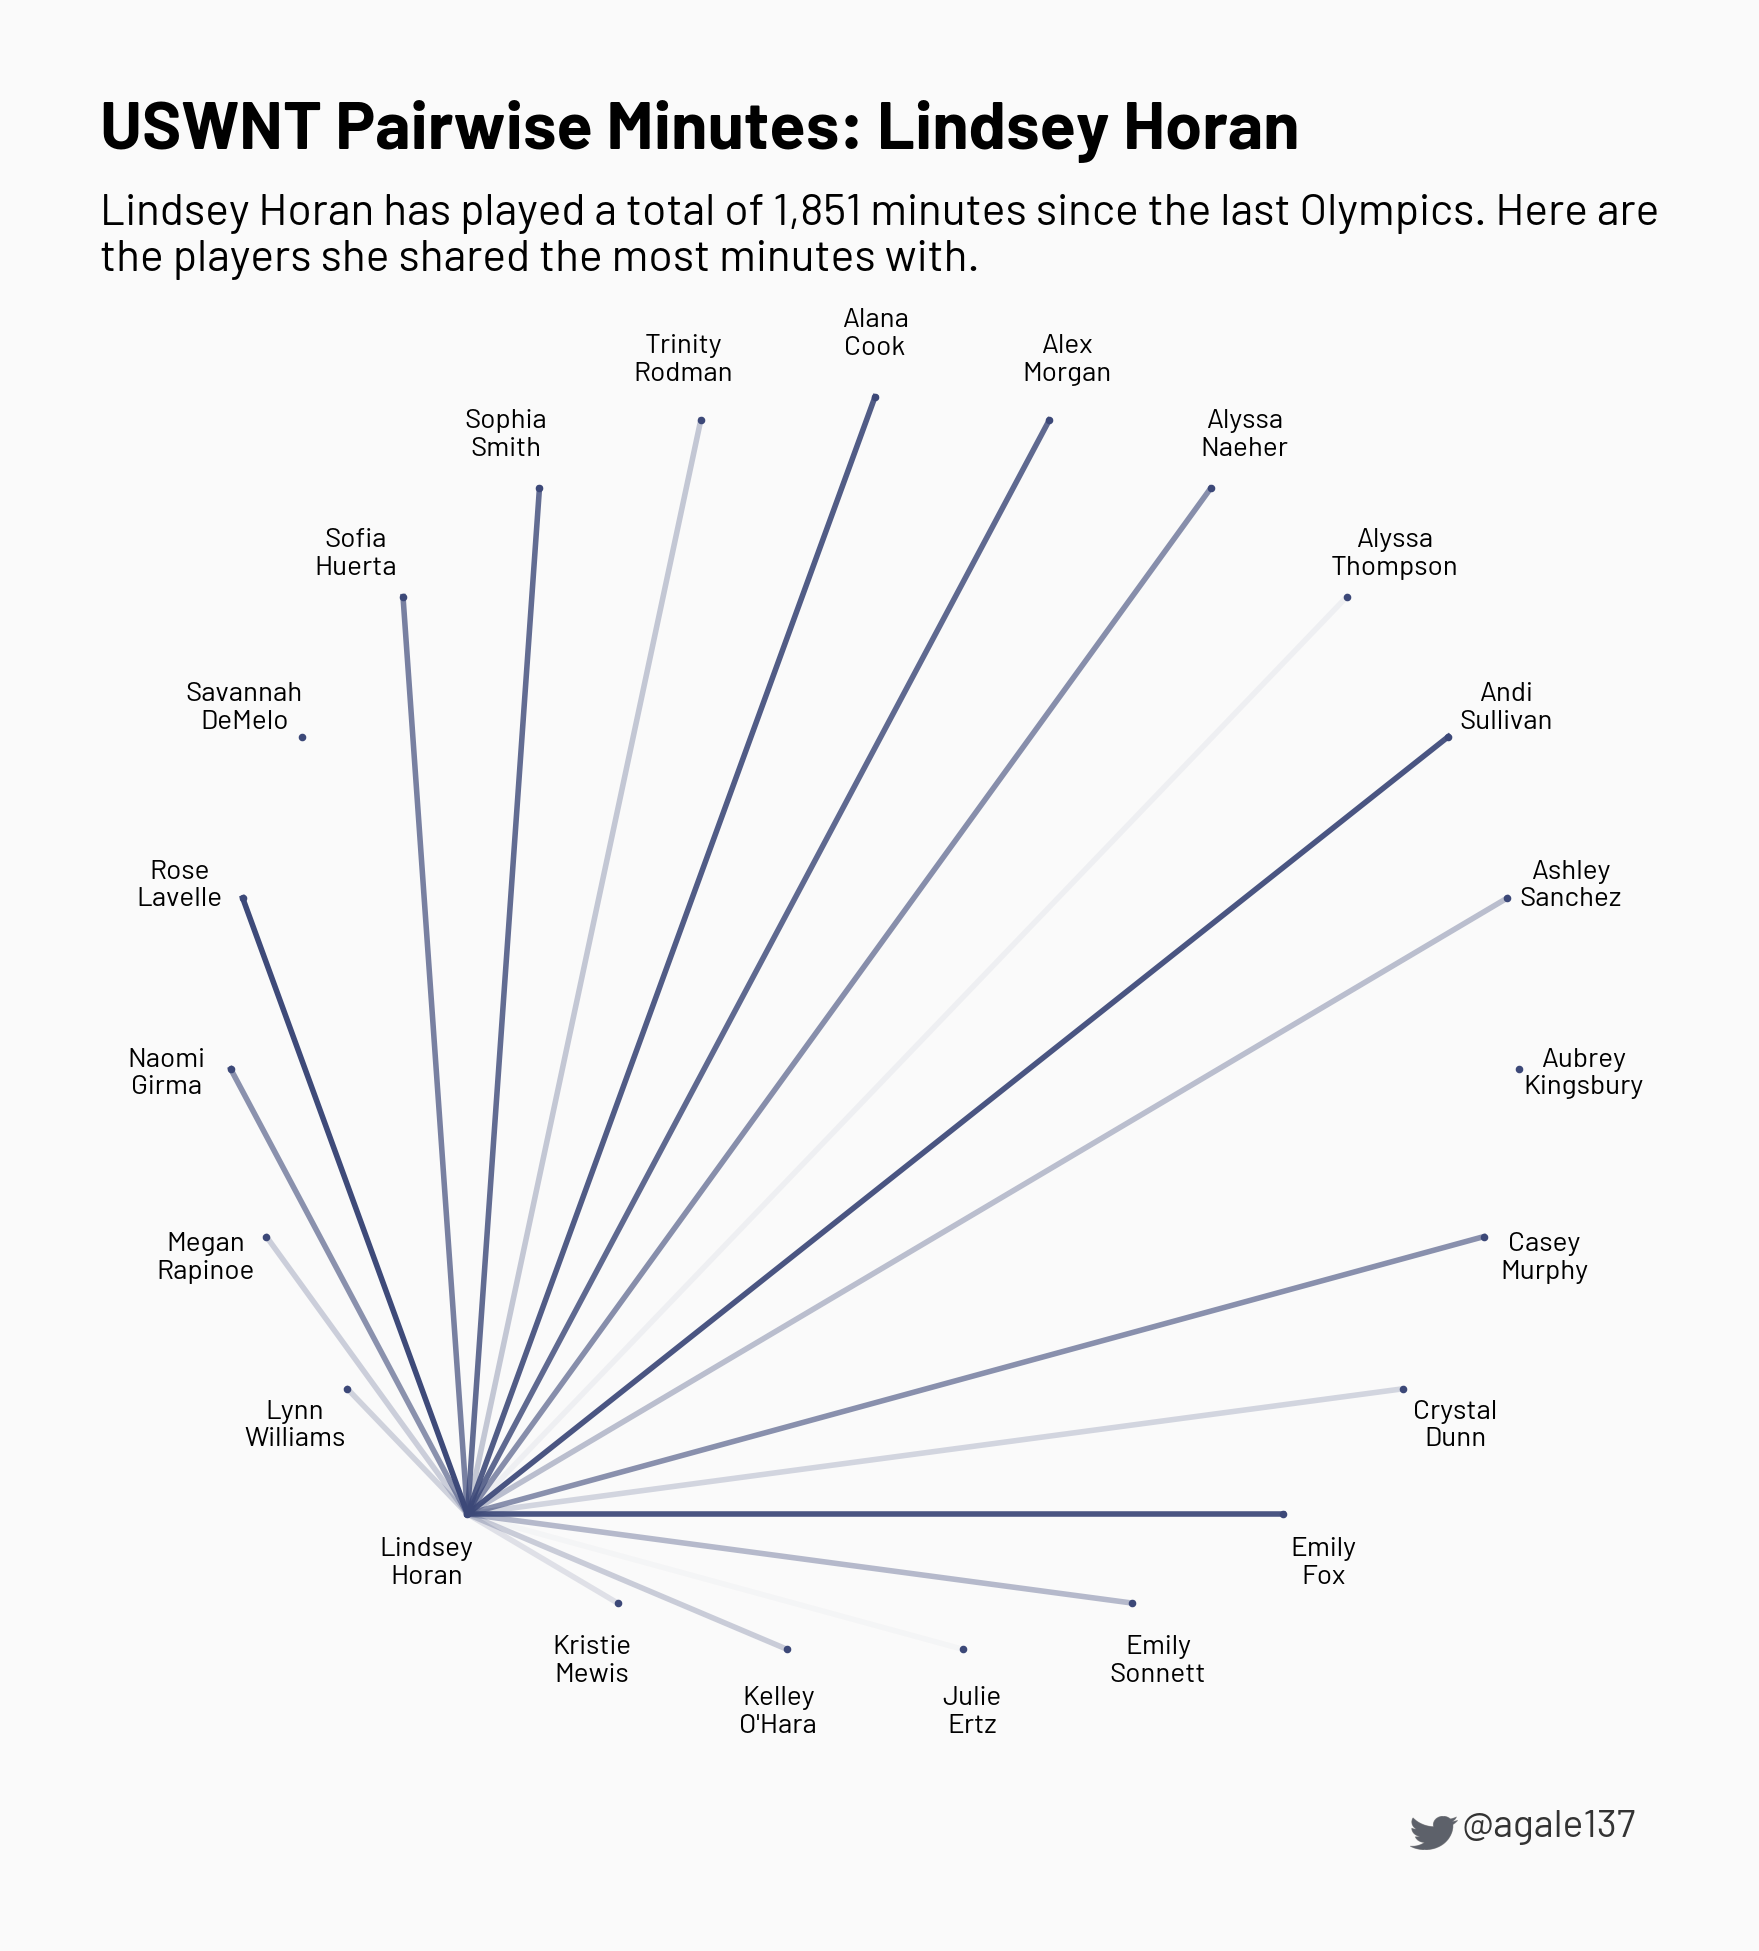 USWNT Pairwise Minutes: Lindsey Horan
Lindsey Horan has played a total of 1,851 minutes since the last Olympics. Here are
the players she shared the most minutes with.
Alana
Cook
Trinity
Rodman
Alex
Morgan
Sophia
Smith
Alyssa
Naeher
Sofia
Huerta
Alyssa
Thompson
Savannah
DeMelo
Andi
Sullivan
Rose
Lavelle
Ashley
Sanchez
Naomi
Girma
Aubrey
Kingsbury
Megan
Rapinoe
Casey
Murphy
Lynn
Williams
Crystal
Dunn
Lindsey
Horan
Emily
Fox
Kristie
Mewis
Emily
Sonnett
Kelley
O'Hara
Julie
Ertz
@agale137